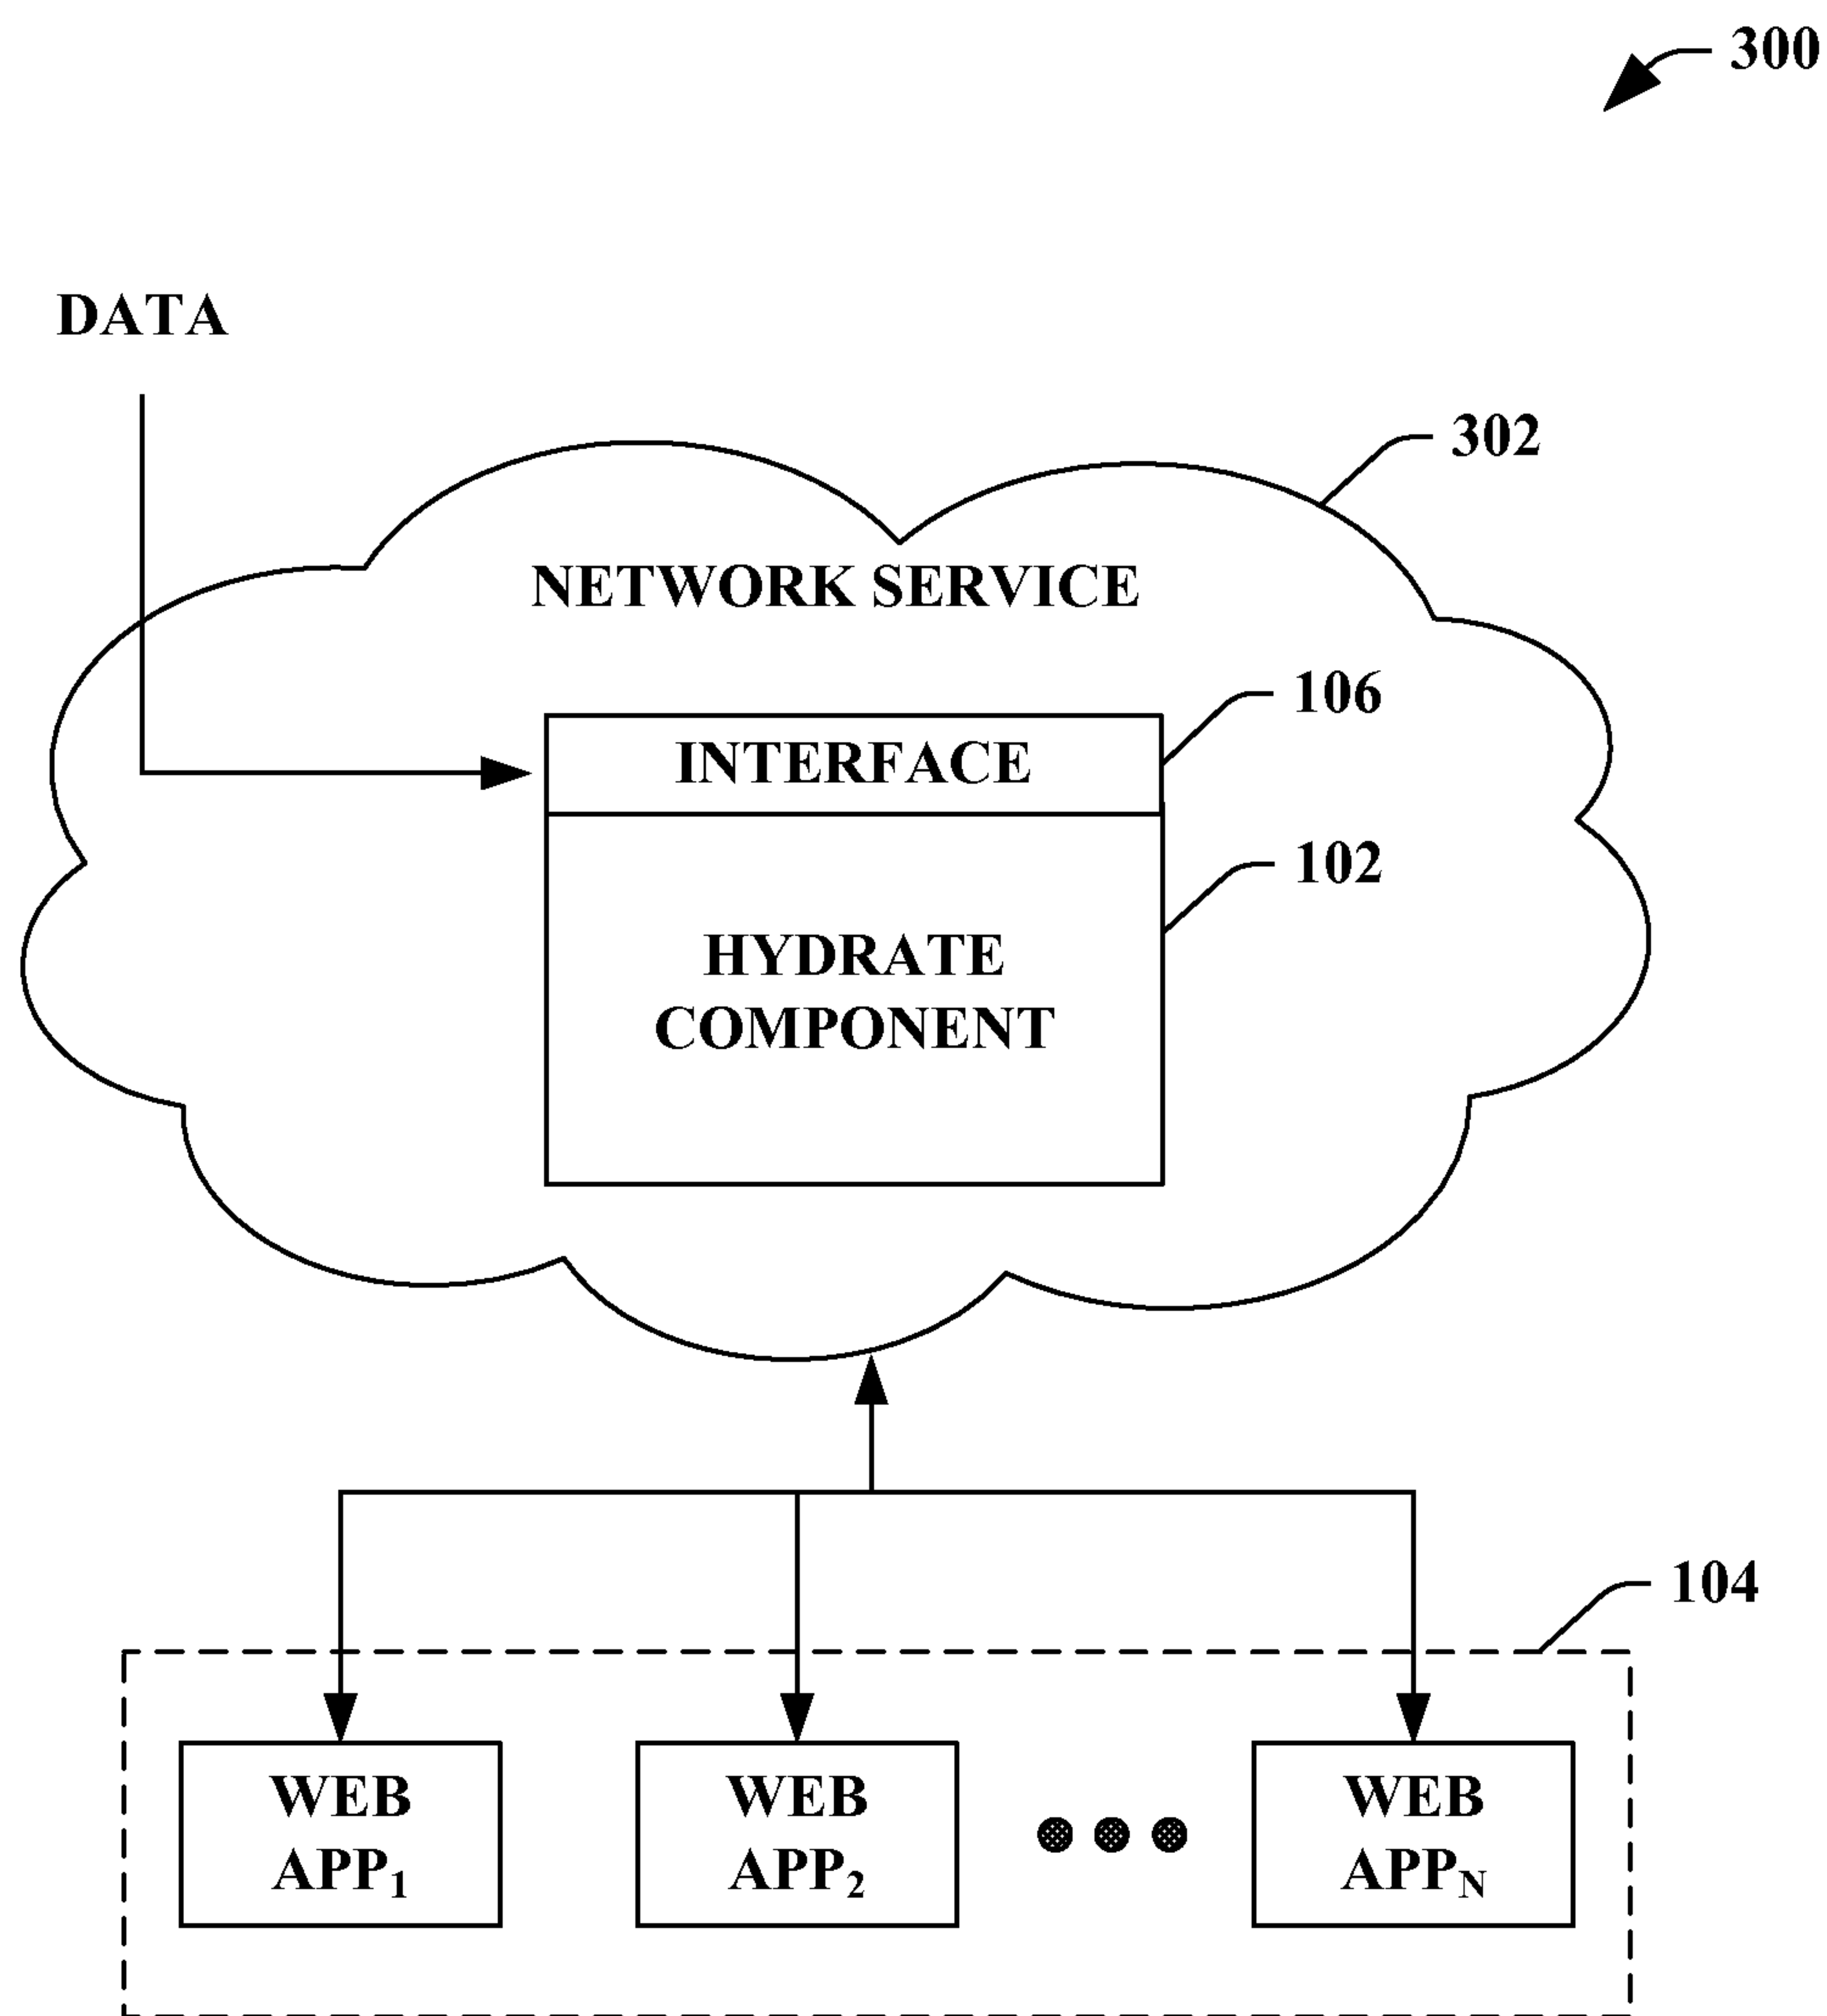 300
DATA
302
NETWORK SERVICE
106
INTERFACE
102
HYDRATE
COMPONENT
104
WEB
APP1
WEB
APP2
WEB
APPN